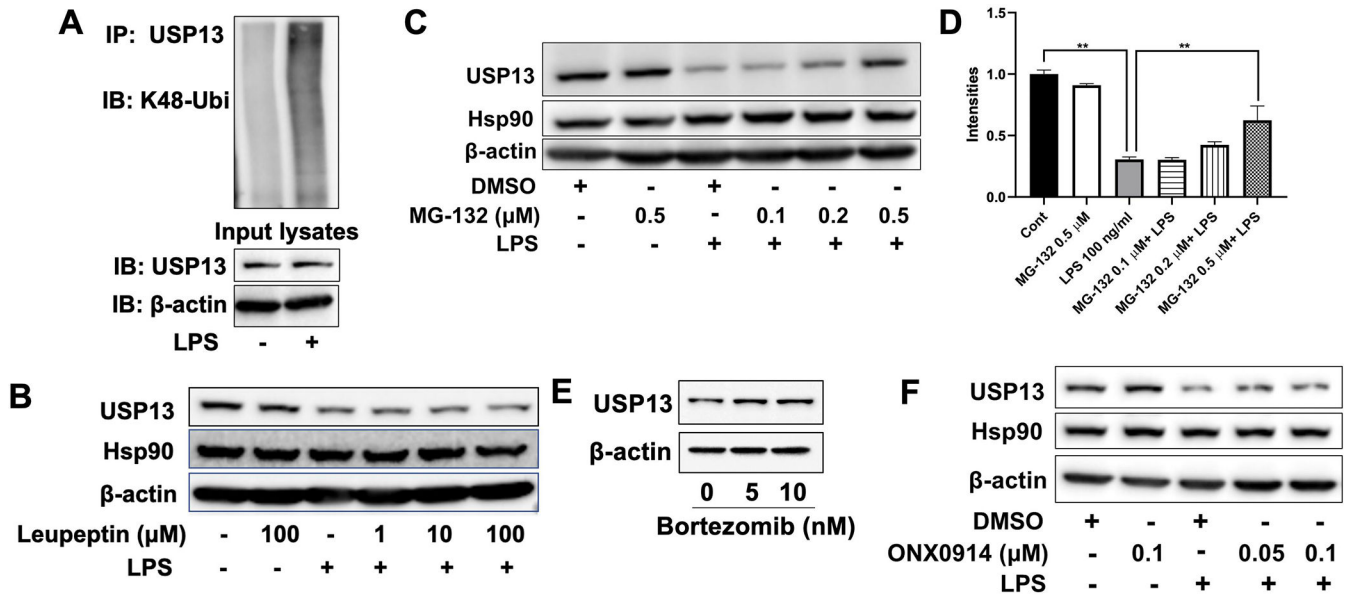 A
IP: USP13
IB: K48-Ubi
Input lysates
IB: USP13
IB: β-actin
LPS - +
B
USP13
Hsp90
β-actin
Leupeptin (μM) - 100 - 1 10 100
LPS - - + + + +
C
USP13
Hsp90
β-actin
DMSO + - + - - -
MG-132 (μM) - 0.5 - 0.1 0.2 0.5
LPS - - + + + +
D
Intensities
1.5
1.0
0.5
0.0
** **
Cont
MG-132 0.5 μM
LPS 100 ng/ml
MG-132 0.1 μM+ LPS
MG-132 0.2 μM+ LPS
MG-132 0.5 μM+ LPS
E
USP13
β-actin
0 5 10
Bortezomib (nM)
F
USP13
Hsp90
β-actin
DMSO + - + - -
ONX0914 (μM) - 0.1 - 0.05 0.1
LPS - - + + +